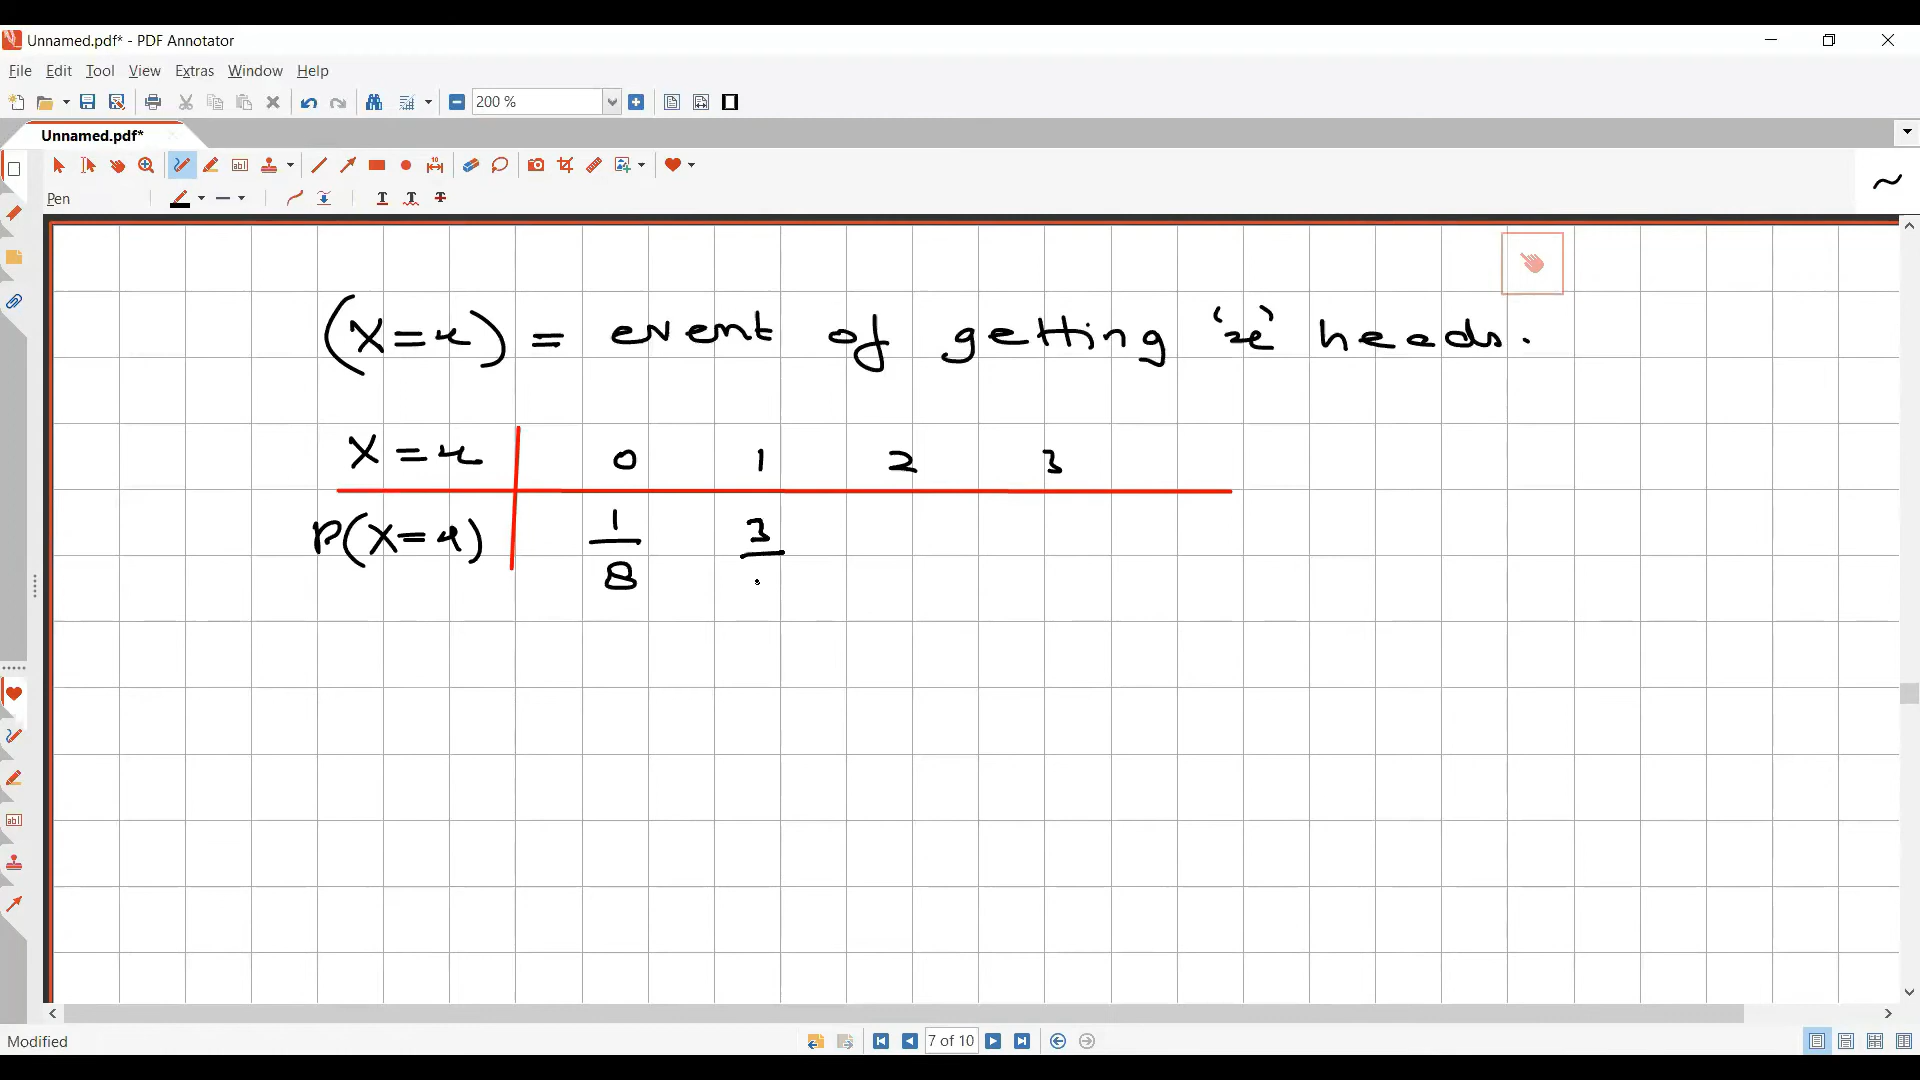 Unnamed.pdf* - PDF Annotator
File Edit Tool View Extras Window Help
200 %
Unnamed.pdf*
Pen
(X=x) = event of getting 'x' heads.
X=x 0 1 2 3
P(X=x) 1/8 3/
Modified
7 of 10